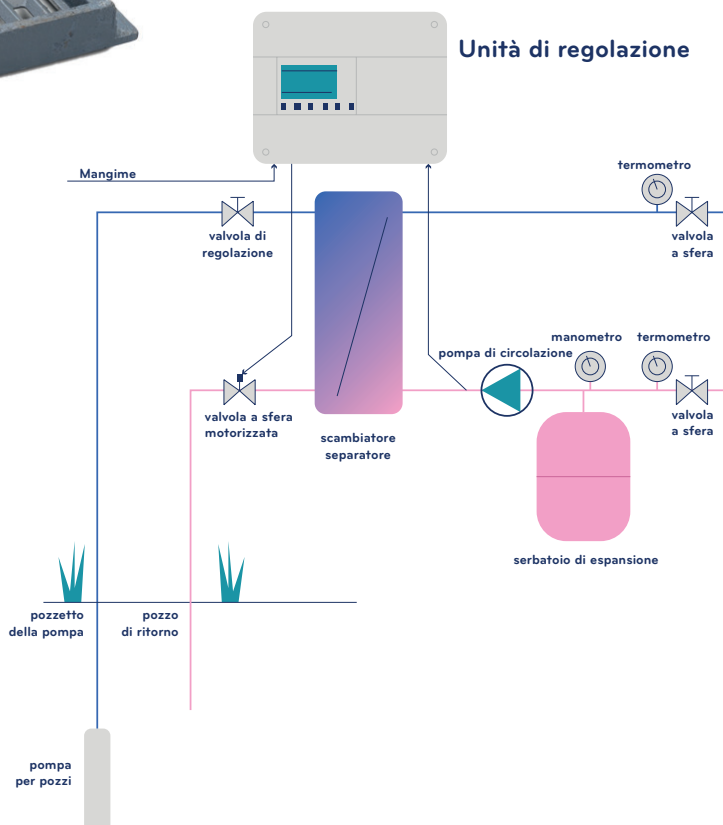 Unità di regolazione
Mangime
termometro
valvola di
regolazione
valvola
a sfera
manometro
termometro
pompa di circolazione
valvola a sfera
motorizzata
valvola
a sfera
scambiatore
separatore
serbatoio di espansione
pozzetto
della pompa
pozzo
di ritorno
pompa
per pozzi